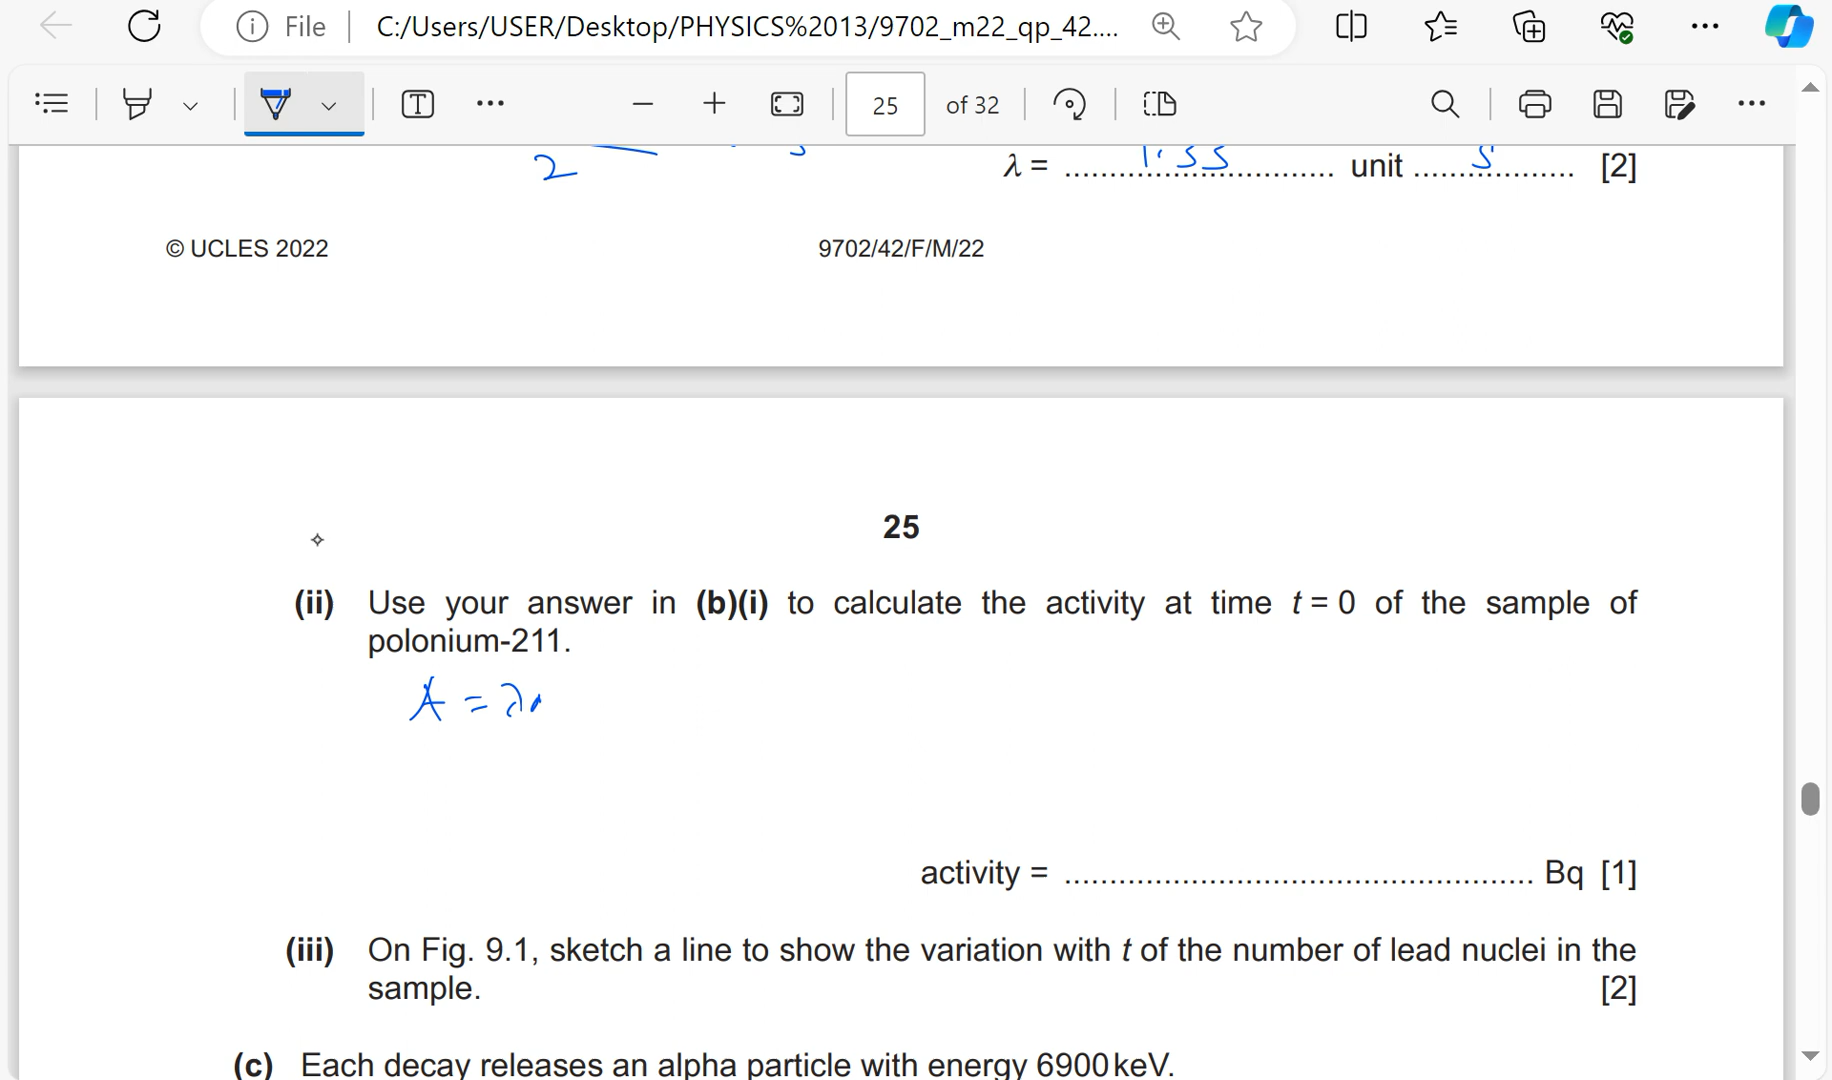 File C:/Users/USER/Desktop/PHYSICS%2013/9702_m22_qp_42....
25 of 32
2
λ = .............................. unit .................. [2]
© UCLES 2022 9702/42/F/M/22
25
(ii) Use your answer in (b)(i) to calculate the activity at time t = 0 of the sample of
polonium-211.
A = λ
activity = .................................................... Bq [1]
(iii) On Fig. 9.1, sketch a line to show the variation with t of the number of lead nuclei in the
sample. [2]
(c) Each decay releases an alpha particle with energy 6900 keV.